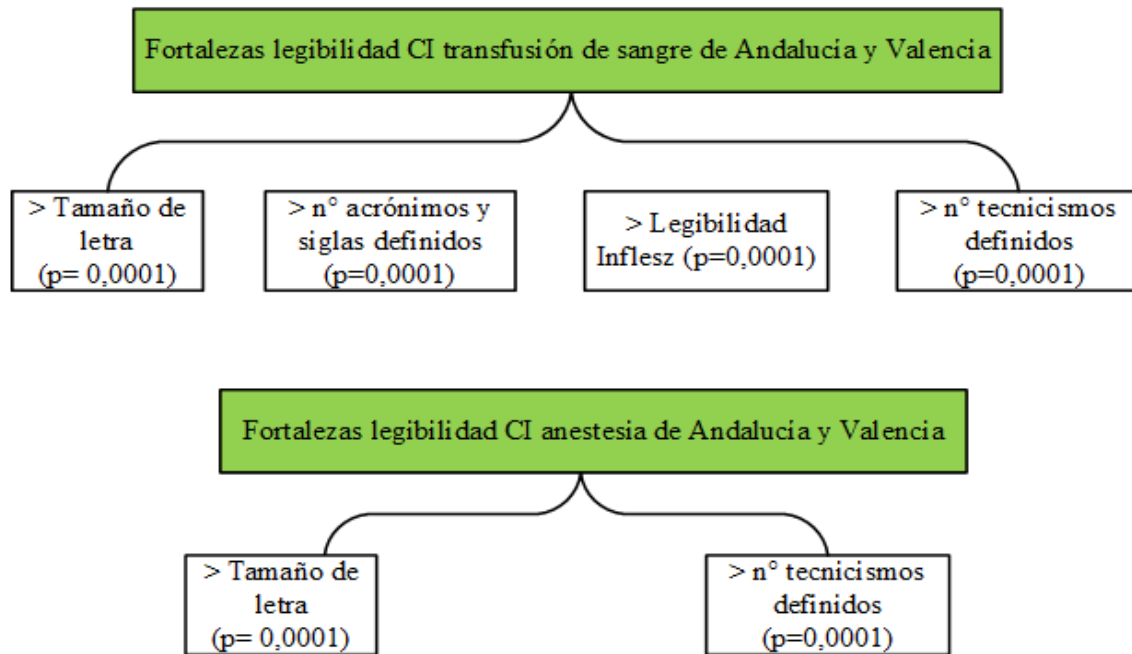 Fortalezas legibilidad CI transfusión de sangre de Andalucía y Valencia
> Tamaño de
letra
(p= 0,0001)
> n° acrónimos y
siglas definidos
(p=0,0001)
> Legibilidad
Inflesz (p=0,0001)
> n° tecnicismos
definidos
(p=0,0001)
Fortalezas legibilidad CI anestesia de Andalucía y Valencia
> Tamaño de
letra
(p= 0,0001)
> n° tecnicismos
definidos
(p=0,0001)